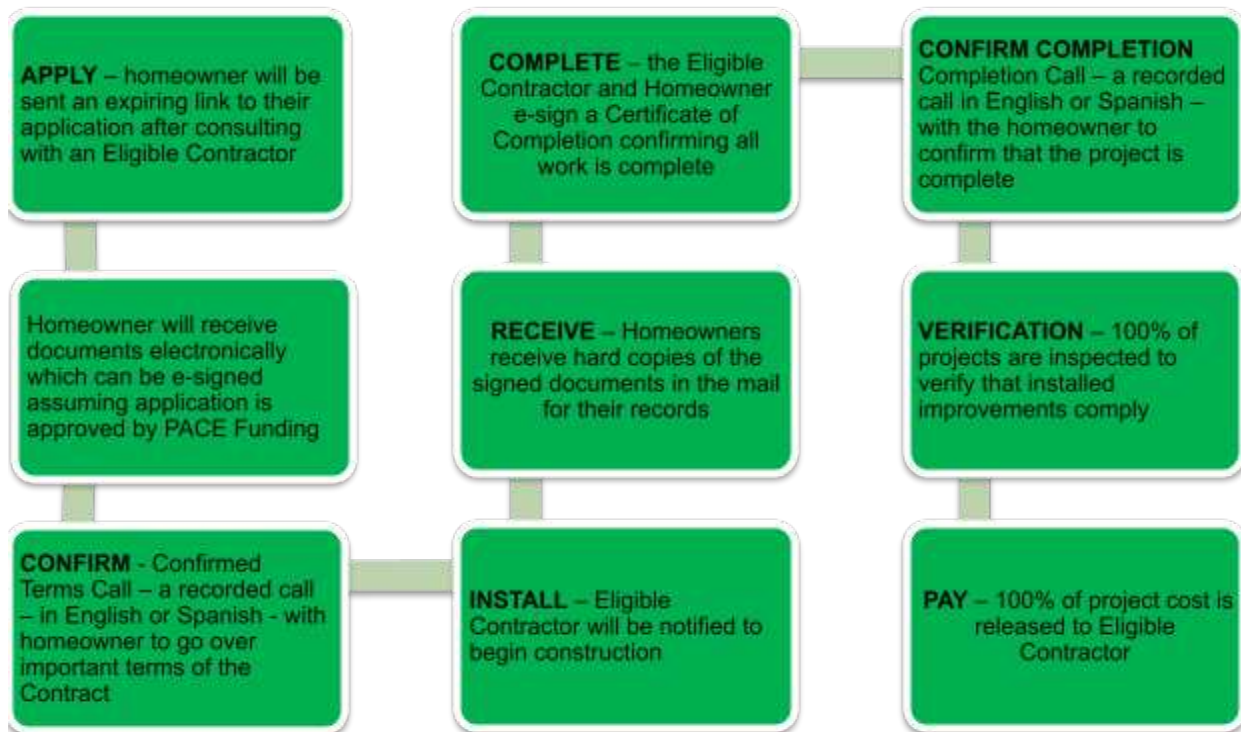 APPLY – homeowner will be
sent an expiring link to their
application after consulting
with an Eligible Contractor
Homeowner will receive
documents electronically
which can be e-signed
assuming application is
approved by PACE Funding
CONFIRM - Confirmed
Terms Call – a recorded call
– in English or Spanish - with
homeowner to go over
important terms of the
Contract
INSTALL – Eligible
Contractor will be notified to
begin construction
RECEIVE – Homeowners
receive hard copies of the
signed documents in the mail
for their records
COMPLETE – the Eligible
Contractor and Homeowner
e-sign a Certificate of
Completion confirming all
work is complete
CONFIRM COMPLETION
Completion Call – a recorded
call in English or Spanish –
with the homeowner to
confirm that the project is
complete
VERIFICATION – 100% of
projects are inspected to
verify that installed
improvements comply
PAY – 100% of project cost is
released to Eligible
Contractor